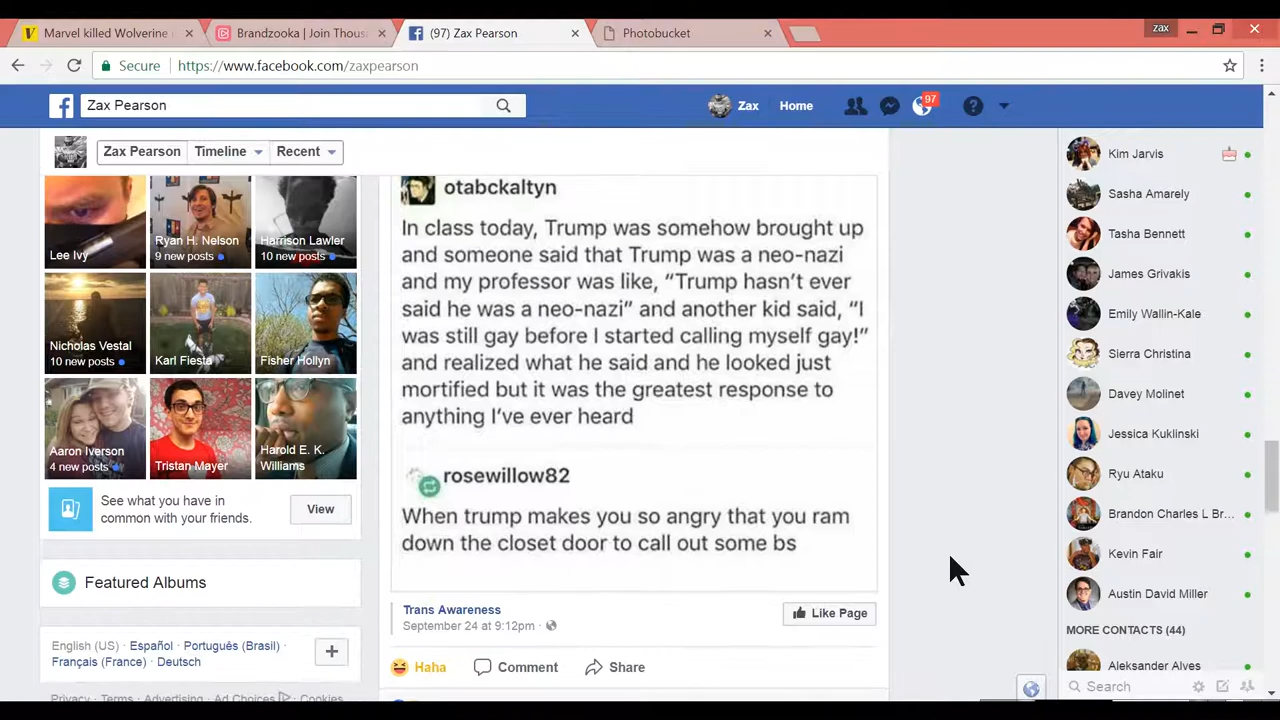 zax
Marvel killed Wolverine
Brandzooka | Join Thous
(97) Zax Pearson
Photobucket
Secure
https://www.facebook.com/zaxpearson
Zax Pearson
Zax
Home
97
Zax Pearson
Timeline
Recent
Lee Ivy
Ryan H. Nelson
9 new posts
Harrison Lawler
10 new posts
Nicholas Vestal
10 new posts
Karl Fiesta
Fisher Hollyn
Aaron Iverson
4 new posts
Tristan Mayer
Harold E. K.
Williams
See what you have in
common with your friends.
View
Featured Albums
English (US) · Español · Português (Brasil) ·
Français (France) · Deutsch
Privacy · Terms · Advertising · Ad Choices · Cookies
otabckaltyn
In class today, Trump was somehow brought up
and someone said that Trump was a neo-nazi
and my professor was like, “Trump hasn’t ever
said he was a neo-nazi” and another kid said, “I
was still gay before I started calling myself gay!”
and realized what he said and he looked just
mortified but it was the greatest response to
anything I’ve ever heard
rosewillow82
When trump makes you so angry that you ram
down the closet door to call out some bs
Trans Awareness
September 24 at 9:12pm ·
Like Page
Haha
Comment
Share
Kim Jarvis
Sasha Amarely
Tasha Bennett
James Grivakis
Emily Wallin-Kale
Sierra Christina
Davey Molinet
Jessica Kuklinski
Ryu Ataku
Brandon Charles L Br...
Kevin Fair
Austin David Miller
MORE CONTACTS (44)
Aleksander Alves
Search